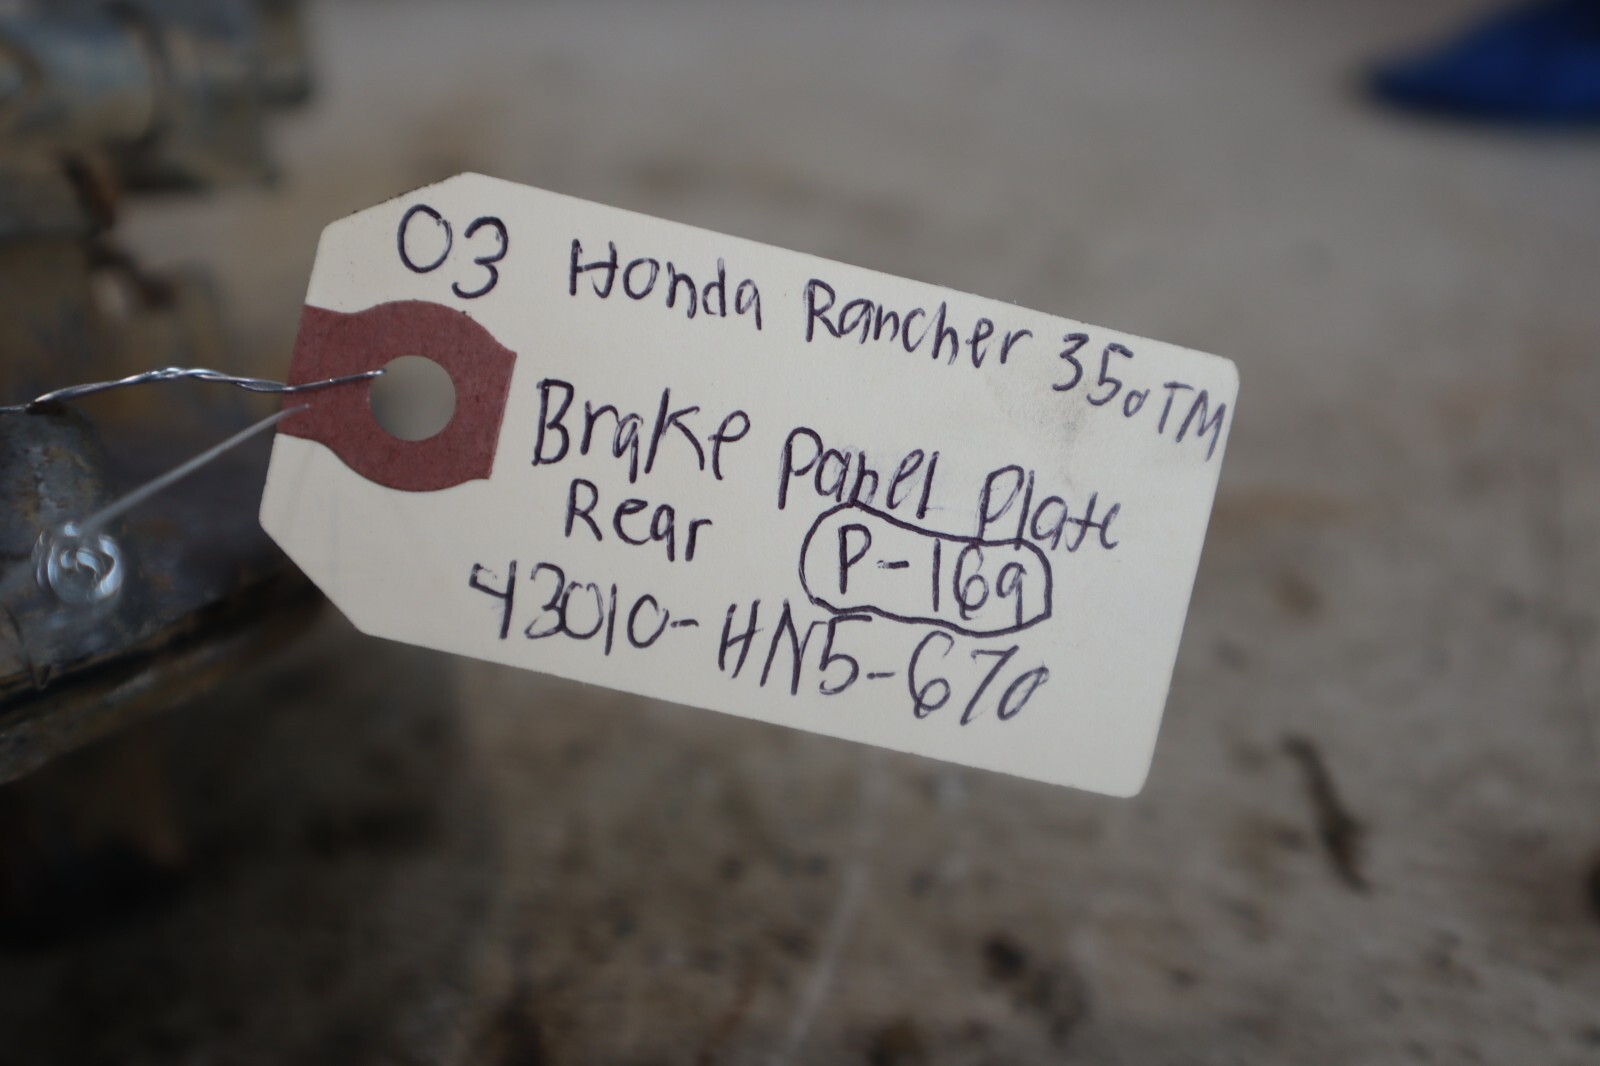 03 Honda Rancher 350TM
Brake Panel Plate
Rear P-169
43010-HN5-670